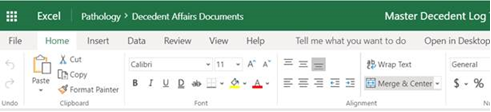 Excel Pathology > Decedent Affairs Documents Master Decedent Log
File Home Insert Data Review View Help Tell me what you want to do Open in Desktop
Cut Calibri 11 A A Wrap Text General
Paste Copy
Format Painter B I U D ab A Merge & Center $ %
Undo Clipboard Font Alignment